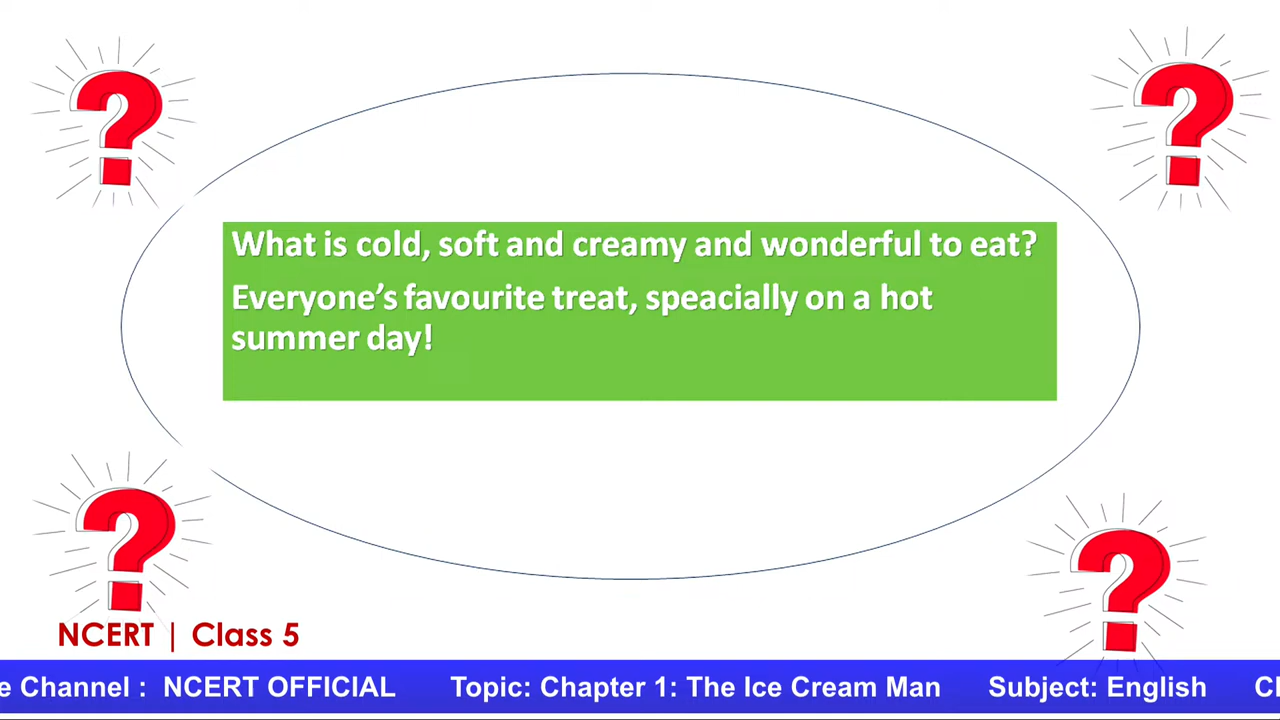 What is cold, soft and creamy and wonderful to eat?
Everyone's favourite treat, speacially on a hot
summer day!
NCERT | Class 5
e Channel : NCERT OFFICIAL Topic: Chapter 1: The Ice Cream Man Subject: English